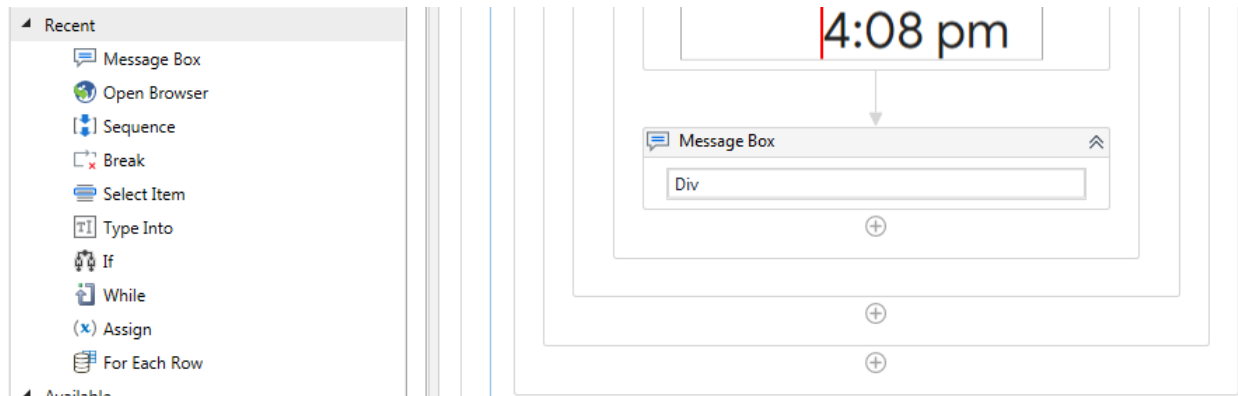 Recent
Message Box
Open Browser
Sequence
Break
Select Item
Type Into
If
While
Assign
For Each Row
Available
4:08 pm
Message Box
Div